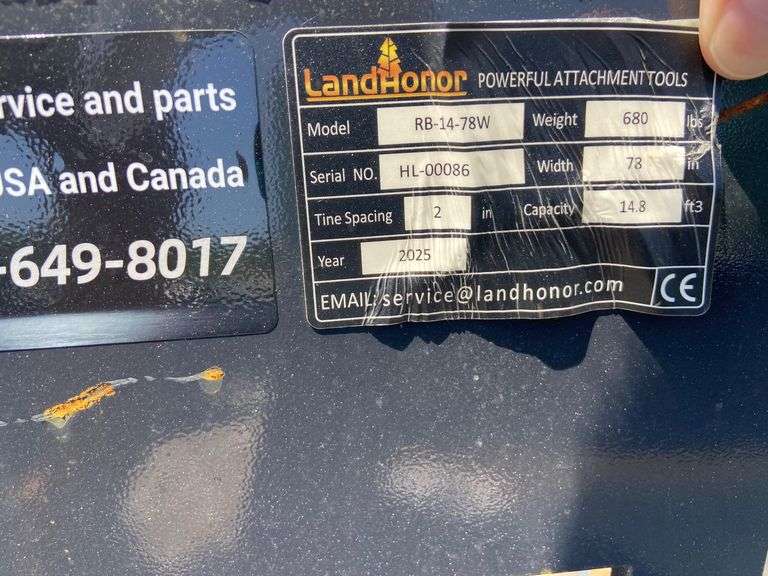 rvice and parts
USA and Canada
-649-8017
LandHonor POWERFUL ATTACHMENT TOOLS
Model RB-14-78W Weight 680 lbs
Serial NO. HL-00086 Width 78 in
Tine Spacing 2 in Capacity 14.8 ft3
Year 2025
EMAIL: service@landhonor.com CE